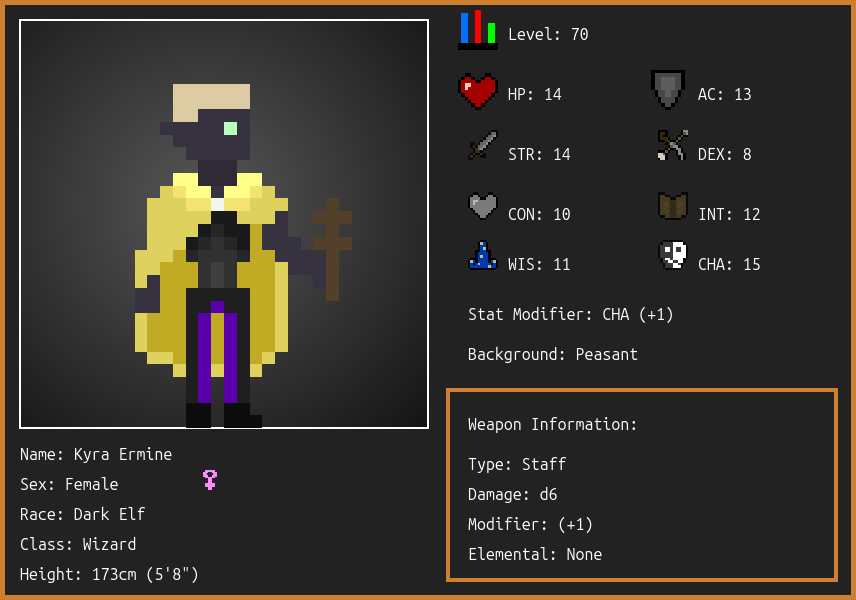 Level: 70
HP: 14
AC: 13
STR: 14
DEX: 8
CON: 10
INT: 12
WIS: 11
CHA: 15
Stat Modifier: CHA (+1)
Background: Peasant
Weapon Information:
Type: Staff
Damage: d6
Modifier: (+1)
Elemental: None
Name: Kyra Ermine
Sex: Female
Race: Dark Elf
Class: Wizard
Height: 173cm (5'8")